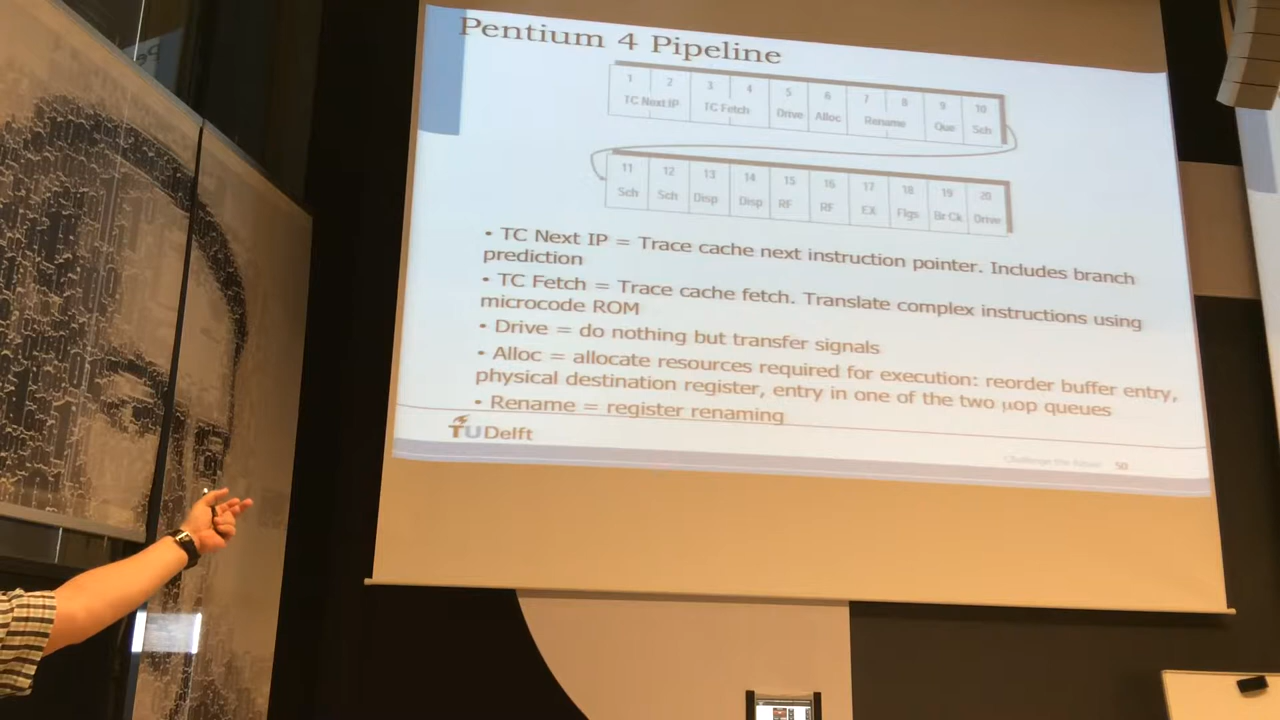 Pentium 4 Pipeline
1 2 3 4 5 6 7 8 9 10
TC Next IP TC Fetch Drive Alloc Rename Que Sch
11 12 13 14 15 16 17 18 19 20
Sch Sch Disp Disp RF RF EX Flgs Br Ck Drive
• TC Next IP = Trace cache next instruction pointer. Includes branch
prediction
• TC Fetch = Trace cache fetch. Translate complex instructions using
microcode ROM
• Drive = do nothing but transfer signals
• Alloc = allocate resources required for execution: reorder buffer entry,
physical destination register, entry in one of the two µop queues
• Rename = register renaming
TU Delft
Challenge the future 50